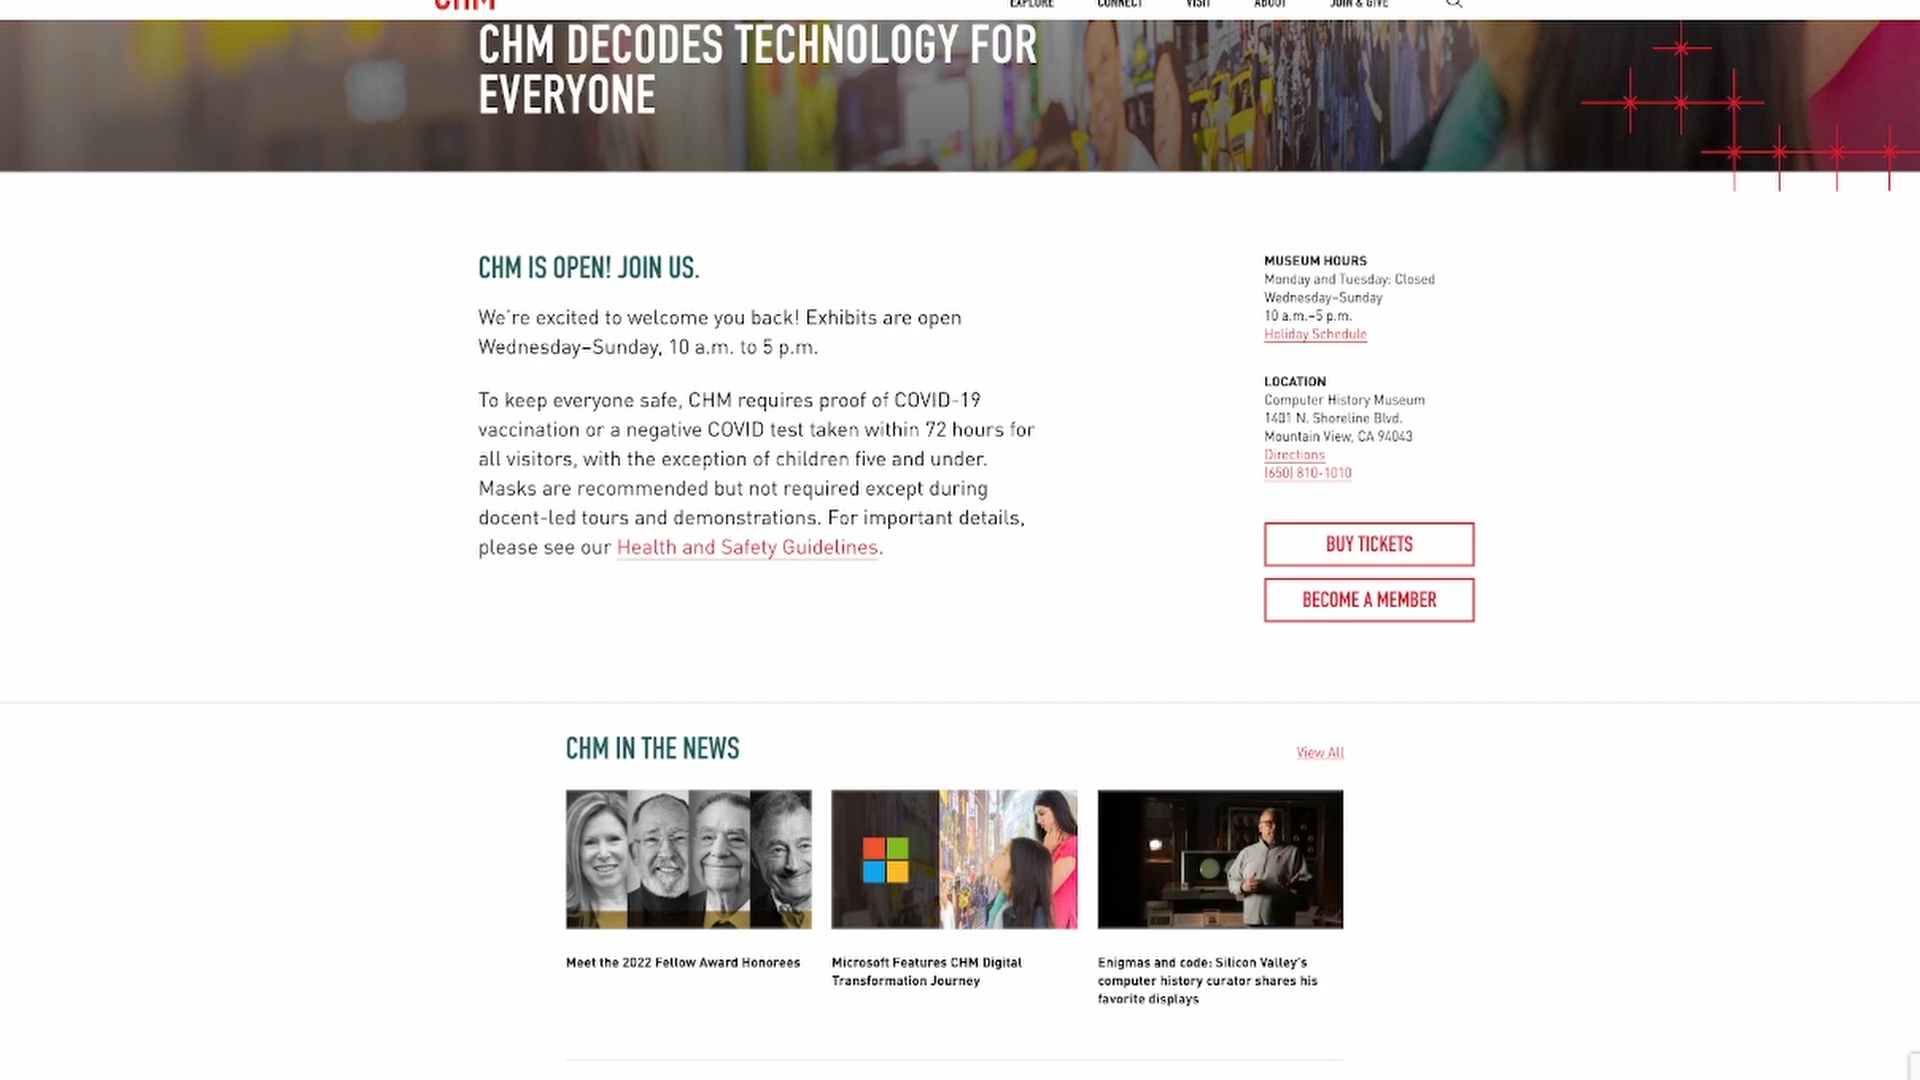 CHM
EXPLORE CONNECT VISIT ABOUT JOIN & GIVE
CHM DECODES TECHNOLOGY FOR
EVERYONE
CHM IS OPEN! JOIN US.
We're excited to welcome you back! Exhibits are open
Wednesday–Sunday, 10 a.m. to 5 p.m.
To keep everyone safe, CHM requires proof of COVID-19
vaccination or a negative COVID test taken within 72 hours for
all visitors, with the exception of children five and under.
Masks are recommended but not required except during
docent-led tours and demonstrations. For important details,
please see our Health and Safety Guidelines.
MUSEUM HOURS
Monday and Tuesday: Closed
Wednesday–Sunday
10 a.m.–5 p.m.
Holiday Schedule
LOCATION
Computer History Museum
1401 N. Shoreline Blvd.
Mountain View, CA 94043
Directions
(650) 810-1010
BUY TICKETS
BECOME A MEMBER
CHM IN THE NEWS
View All
Meet the 2022 Fellow Award Honorees
Microsoft Features CHM Digital
Transformation Journey
Enigmas and code: Silicon Valley's
computer history curator shares his
favorite displays